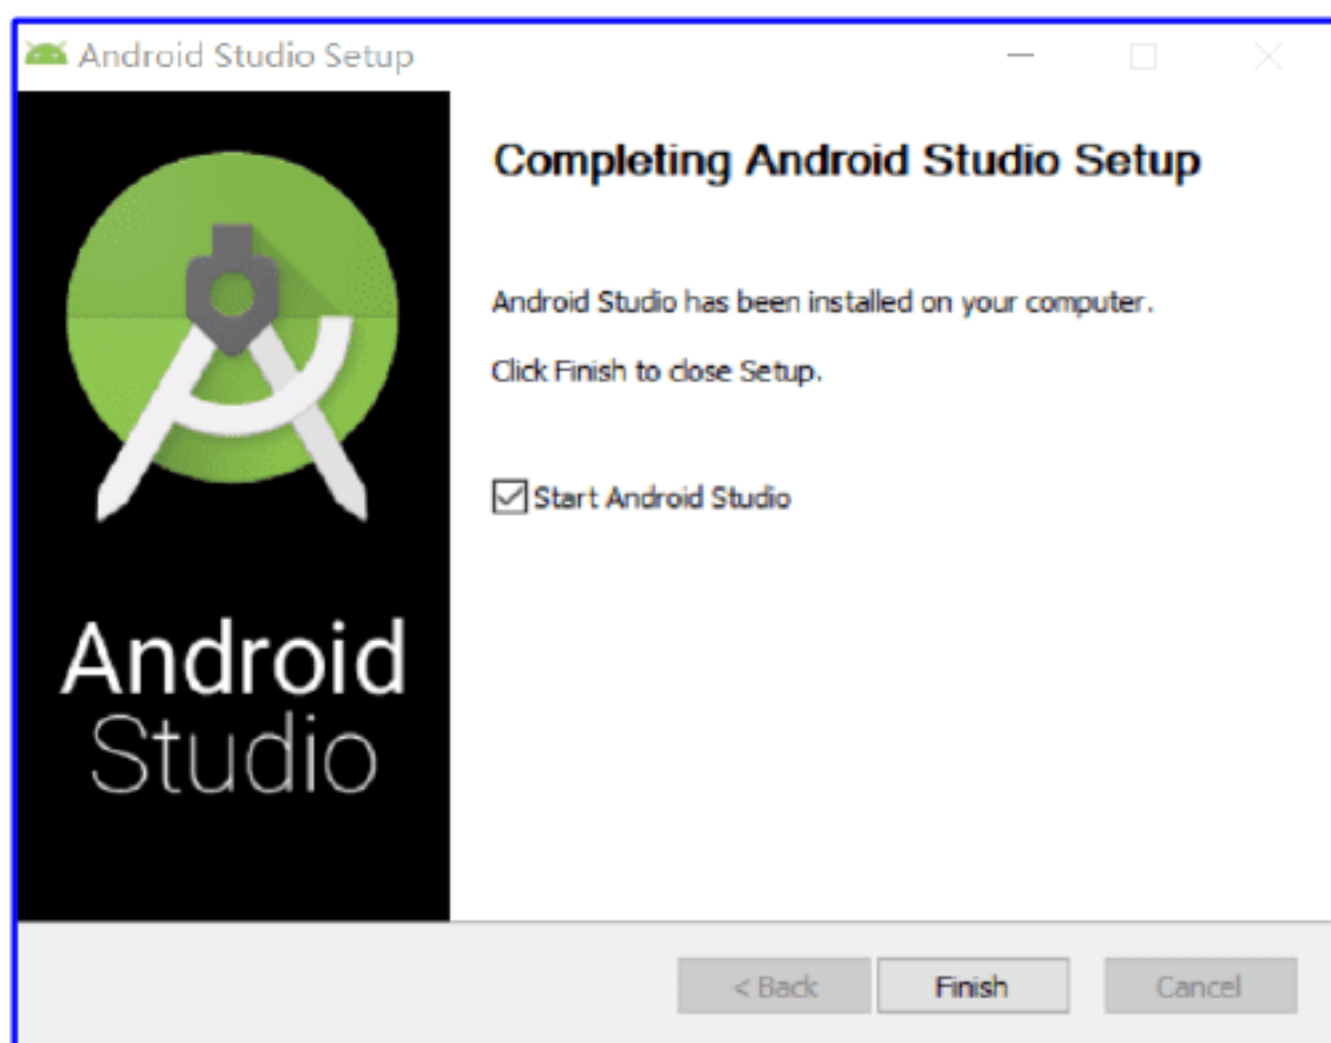 Android Studio Setup
Completing Android Studio Setup
Android Studio has been installed on your computer.
Click Finish to close Setup.
Start Android Studio
Android
Studio
< Back
Finish
Cancel